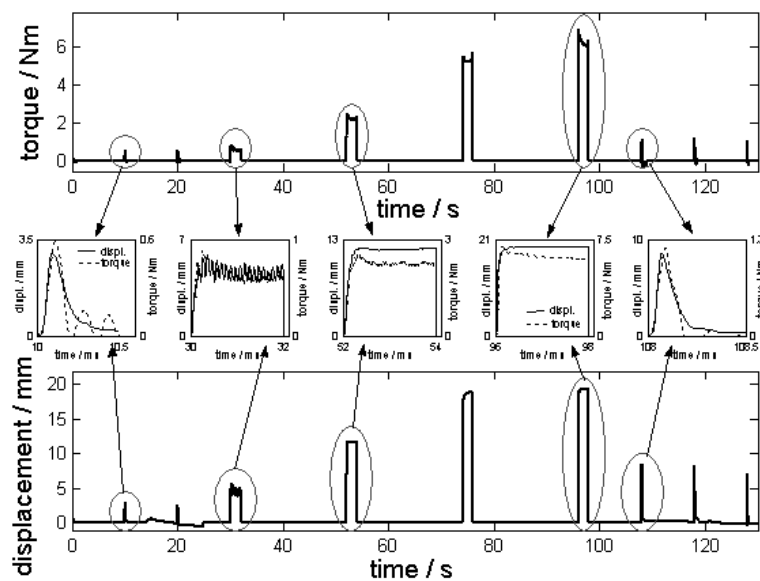 torque / Nm
6
4
2
0
0 20 40 60 80 100 120
time / s
3.5
displ. / mm
0
displ.
torque
0.6
torque / Nm
0
10 10.5
time /
7
displ. / mm
0
1
torque / Nm
0
30 32
time /
13
displ. / mm
0
3
torque / Nm
0
52 54
time /
21
displ. / mm
0
displ.
torque
7.5
torque / Nm
0
96 98
time /
10
displ. / mm
0
torque / Nm
0
108 108.5
time /
displacement / mm
20
15
10
5
0
0 20 40 60 80 100 120
time / s